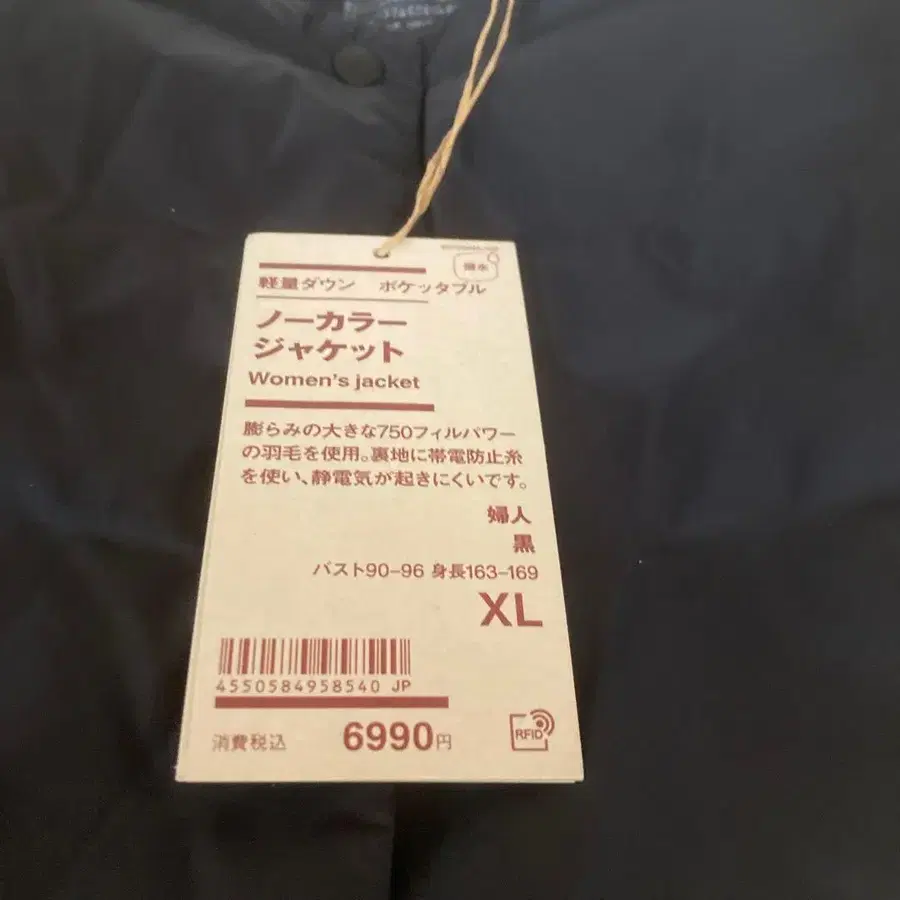 撥水
軽量ダウン ポケッタブル
ノーカラー
ジャケット
Women's jacket
膨らみの大きな750フィルパワー
の羽毛を使用。裏地に帯電防止糸
を使い、静電気が起きにくいです。
婦人
黒
バスト90-96 身長163-169
XL
4550584958540 JP
消費税込 6990円
RFID